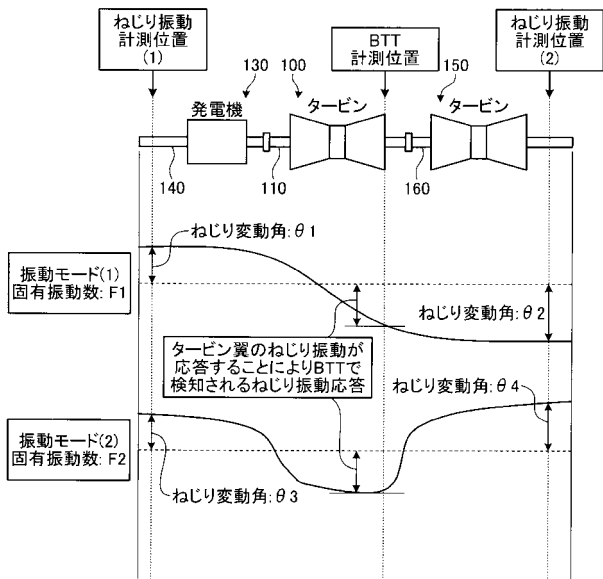 ねじり振動
計測位置
(1)
BTT
計測位置
ねじり振動
計測位置
(2)
130
100
150
発電機
タービン
タービン
140
110
160
ねじり変動角:θ1
振動モード(1)
固有振動数:F1
ねじり変動角:θ2
タービン翼のねじり振動が
応答することによりBTTで
検知されるねじり振動応答
ねじり変動角:θ4
振動モード(2)
固有振動数:F2
ねじり変動角:θ3